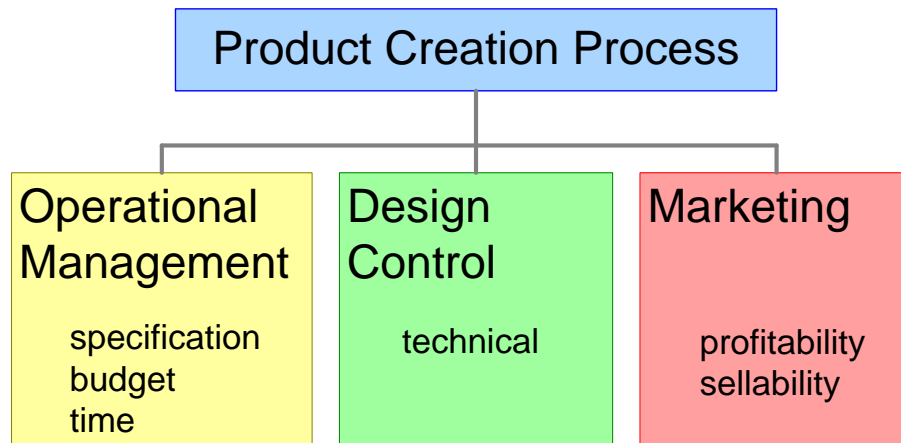 Product Creation Process
Operational
Management
specification
budget
time
Design
Control
technical
Marketing
profitability
sellability